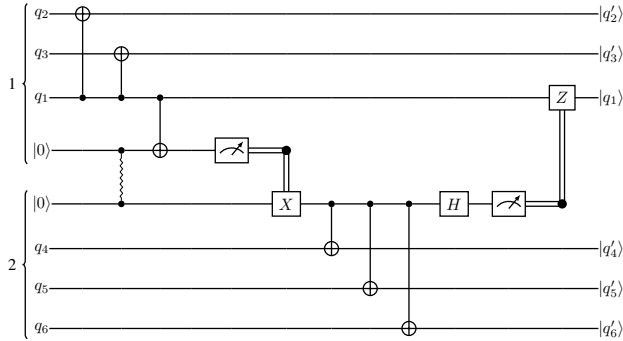 q₂ |q₂′⟩
q₃ |q₃′⟩
1 q₁ Z |q₁⟩
|0⟩
|0⟩ X H
q₄ |q₄′⟩
2 q₅ |q₅′⟩
q₆ |q₆′⟩